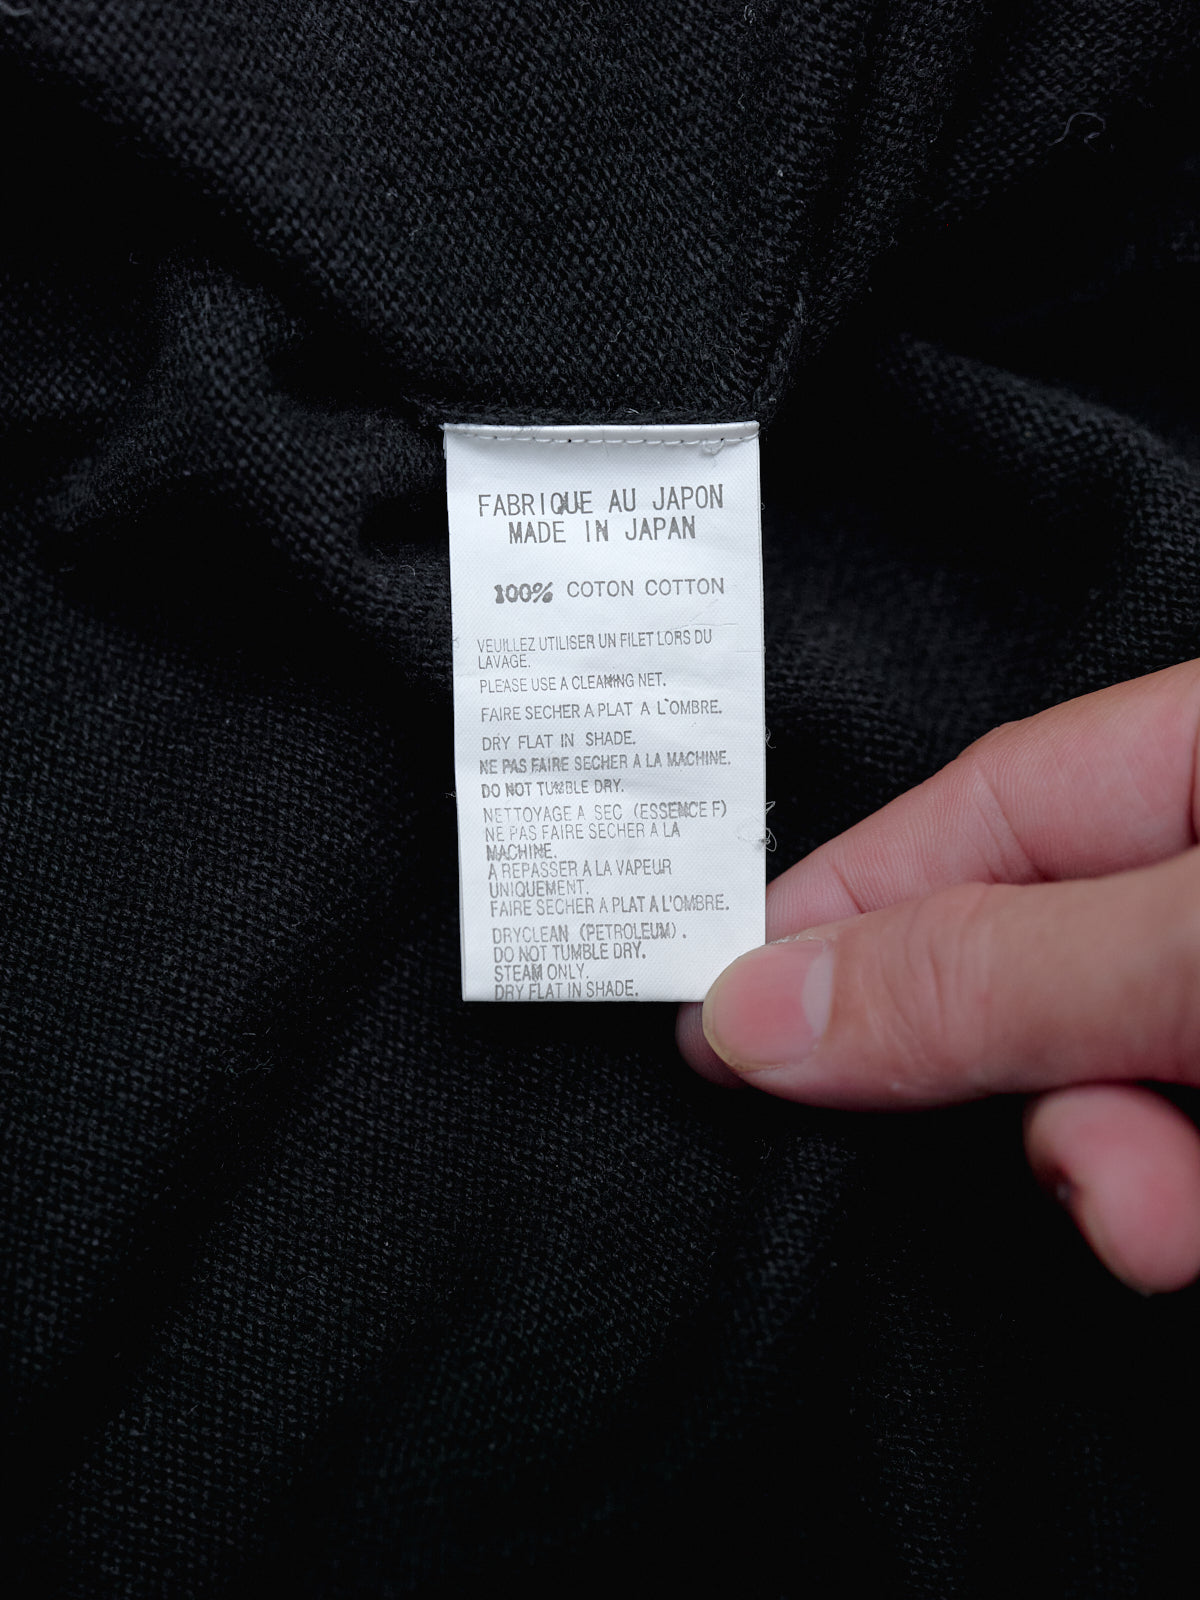 FABRIQUE AU JAPON
MADE IN JAPAN
100% COTON COTTON
VEUILLEZ UTILISER UN FILET LORS DU
LAVAGE.
PLEASE USE A CLEANING NET.
FAIRE SECHER A PLAT A L`OMBRE.
DRY FLAT IN SHADE.
NE PAS FAIRE SECHER A LA MACHINE.
DO NOT TUMBLE DRY.
NETTOYAGE A SEC (ESSENCE F)
NE PAS FAIRE SECHER A LA
MACHINE.
A REPASSER A LA VAPEUR
UNIQUEMENT.
FAIRE SECHER A PLAT A L'OMBRE.
DRYCLEAN (PETROLEUM).
DO NOT TUMBLE DRY.
STEAM ONLY.
DRY FLAT IN SHADE.